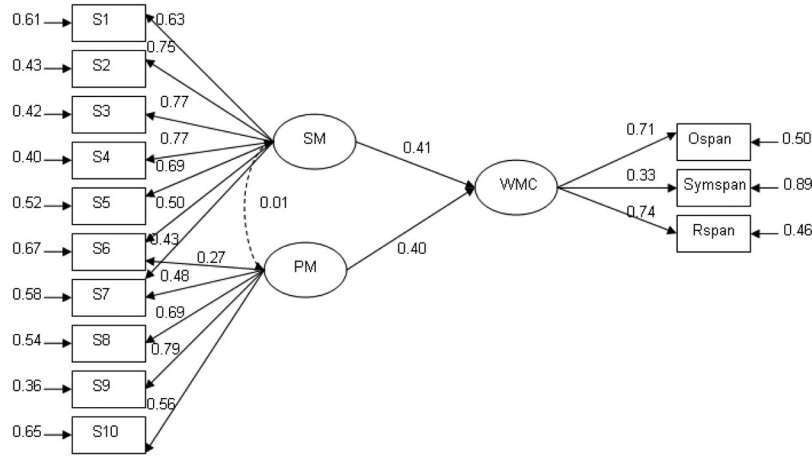 0.61 S1 0.63
0.43 S2 0.75
0.42 S3 0.77
0.40 S4 0.77
0.52 S5 0.69
0.67 S6 0.50
0.58 S7 0.43
0.54 S8
0.36 S9
0.65 S10
0.27
0.48
0.69
0.79
0.56
SM
0.01
PM
0.41
0.40
WMC
0.71 Ospan 0.50
0.33 Symspan 0.89
0.74 Rspan 0.46